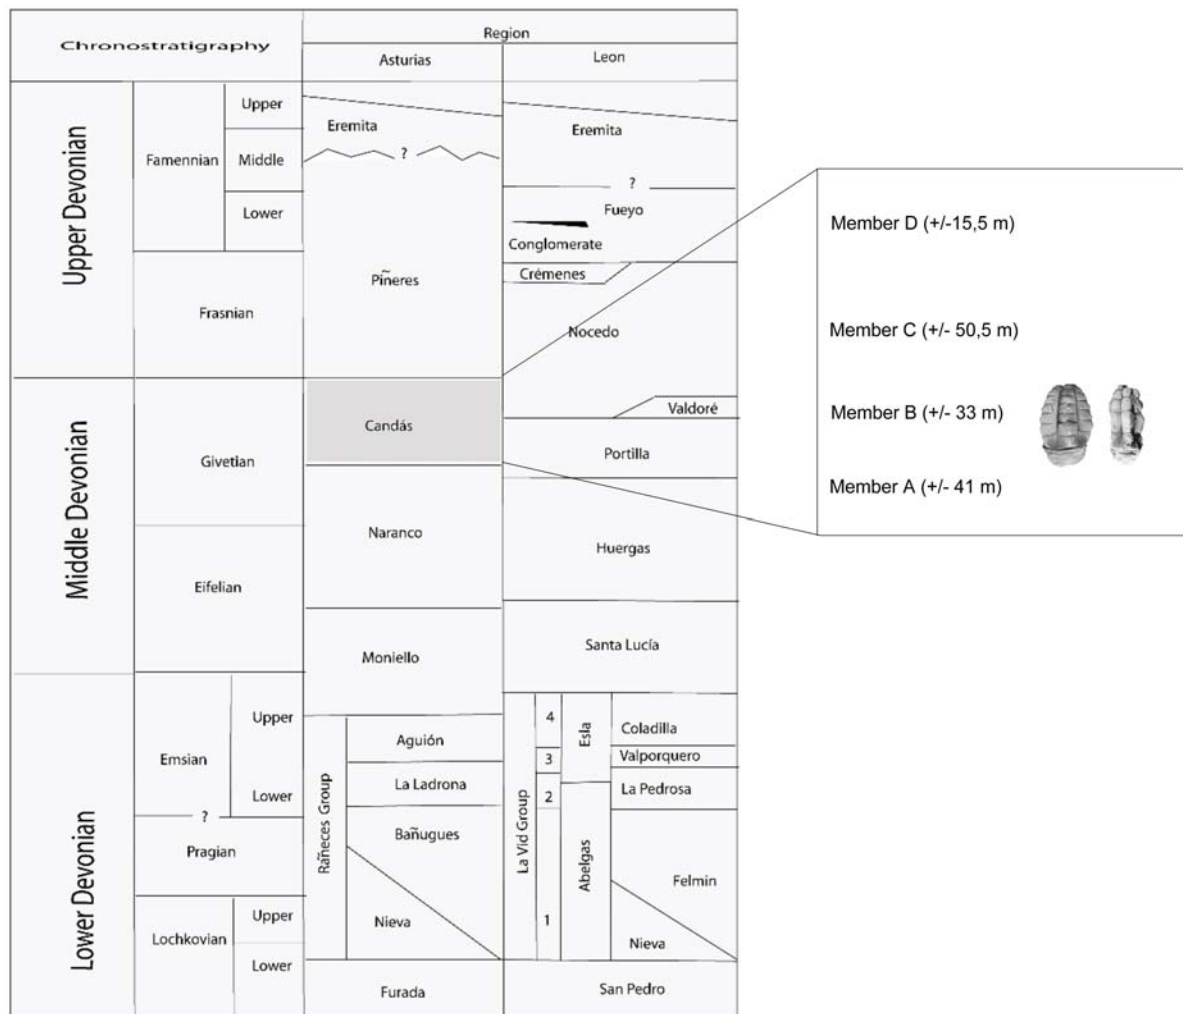 Chronostratigraphy
Region
Asturias
Leon
Upper Devonian
Famennian
Upper
Middle
Lower
Frasnian
Eremita
?
Piñeres
Eremita
?
Fueyo
Conglomerate
Crémenes
Nocedo
Middle Devonian
Givetian
Eifelian
Candás
Naranco
Moniello
Valdoré
Portilla
Huergas
Santa Lucía
Lower Devonian
Emsian
Upper
Lower
?
Pragian
Lochkovian
Upper
Lower
Rañeces Group
Aguión
La Ladrona
Bañugues
Nieva
Furada
La Vid Group
4
3
2
1
Esla
Abelgas
Coladilla
Valporquero
La Pedrosa
Felmin
Nieva
San Pedro
Member D (+/-15,5 m)
Member C (+/- 50,5 m)
Member B (+/- 33 m)
Member A (+/- 41 m)